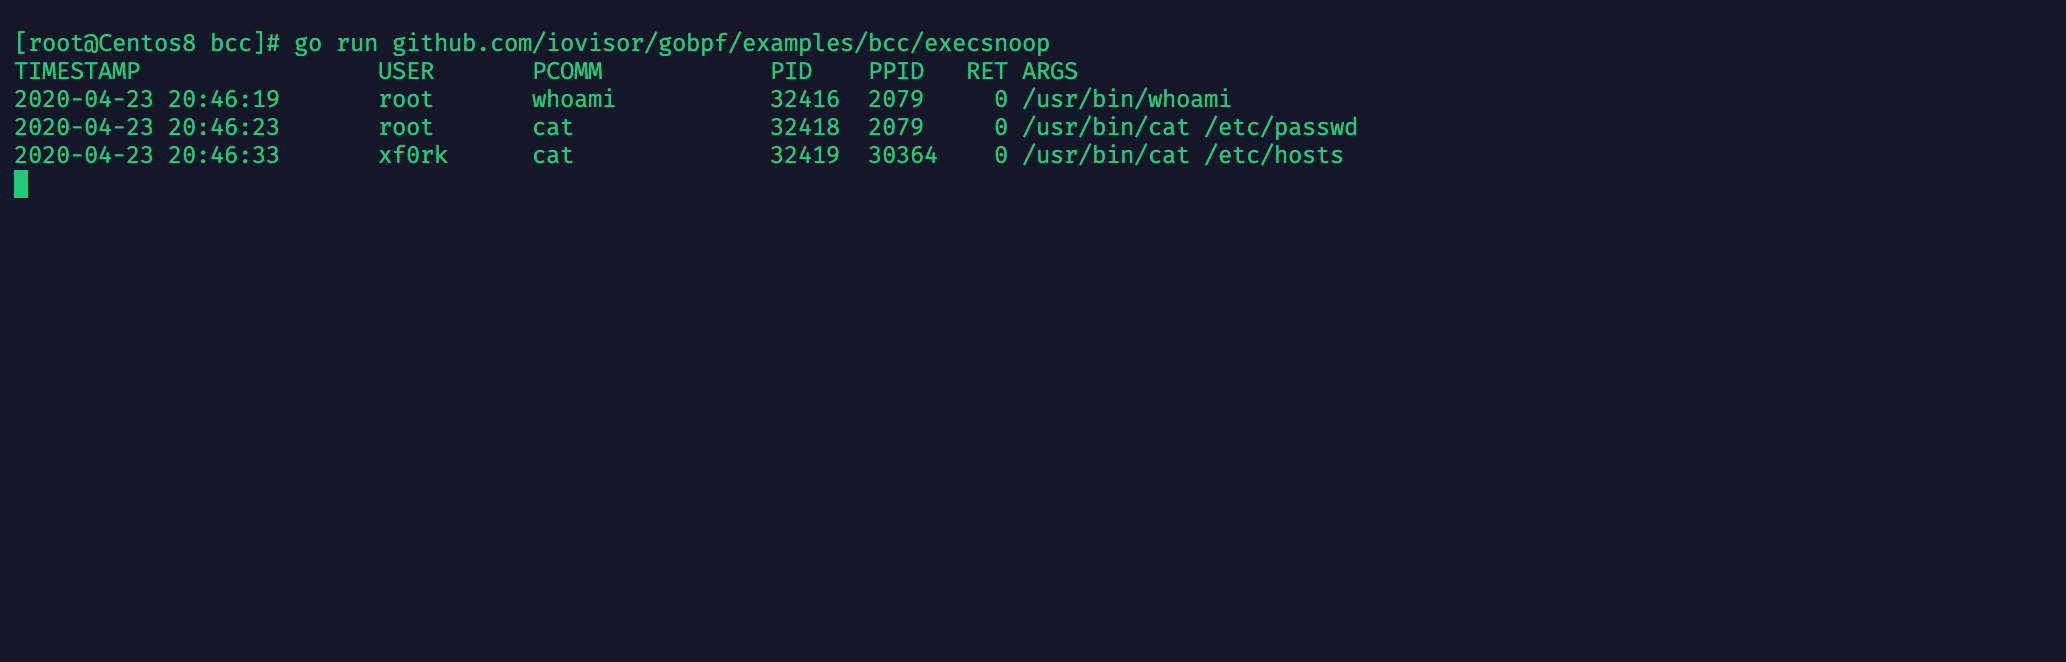 [root@Centos8 bcc]# go run github.com/iovisor/gobpf/examples/bcc/execsnoop
TIMESTAMP                 USER       PCOMM            PID    PPID   RET ARGS
2020-04-23 20:46:19       root       whoami           32416  2079     0 /usr/bin/whoami
2020-04-23 20:46:23       root       cat              32418  2079     0 /usr/bin/cat /etc/passwd
2020-04-23 20:46:33       xf0rk      cat              32419  30364    0 /usr/bin/cat /etc/hosts